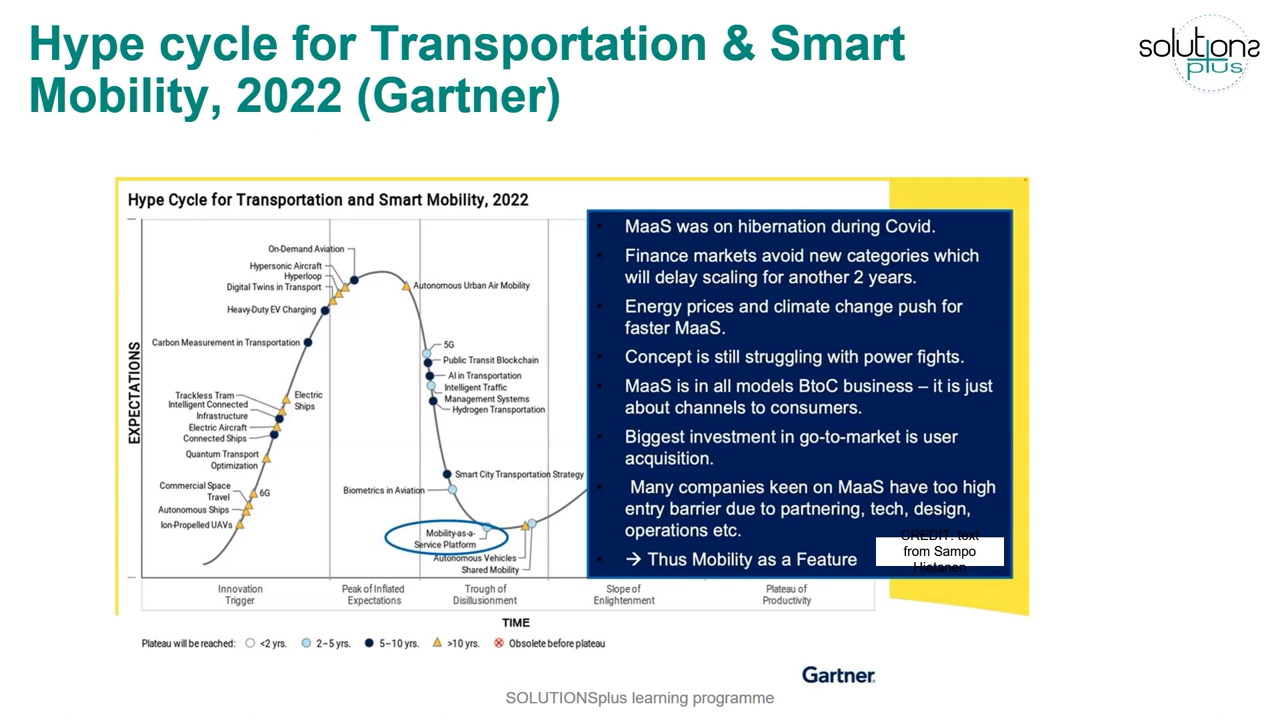 Hype cycle for Transportation & Smart
Mobility, 2022 (Gartner)
solutions
plus
Hype Cycle for Transportation and Smart Mobility, 2022
EXPECTATIONS
On-Demand Aviation
Hypersonic Aircraft
Hyperloop
Digital Twins in Transport
Heavy-Duty EV Charging
Carbon Measurement in Transportation
Trackless Tram
Intelligent Connected
Infrastructure
Electric Aircraft
Connected Ships
Electric
Ships
Quantum Transport
Optimization
Commercial Space
Travel
6G
Autonomous Ships
Ion-Propelled UAVs
Autonomous Urban Air Mobility
5G
Public Transit Blockchain
AI in Transportation
Intelligent Traffic
Management Systems
Hydrogen Transportation
Smart City Transportation Strategy
Biometrics in Aviation
Mobility-as-a-
Service Platform
Autonomous Vehicles
Shared Mobility
• MaaS was on hibernation during Covid.
• Finance markets avoid new categories which
will delay scaling for another 2 years.
• Energy prices and climate change push for
faster MaaS.
• Concept is still struggling with power fights.
• MaaS is in all models BtoC business – it is just
about channels to consumers.
• Biggest investment in go-to-market is user
acquisition.
• Many companies keen on MaaS have too high
entry barrier due to partnering, tech, design,
operations etc.
• → Thus Mobility as a Feature
CREDIT: text
from Sampo
Hietanen
Innovation
Trigger
Peak of Inflated
Expectations
Trough of
Disillusionment
Slope of
Enlightenment
Plateau of
Productivity
TIME
Plateau will be reached: <2 yrs. 2–5 yrs. 5–10 yrs. >10 yrs. Obsolete before plateau
Gartner
SOLUTIONSplus learning programme